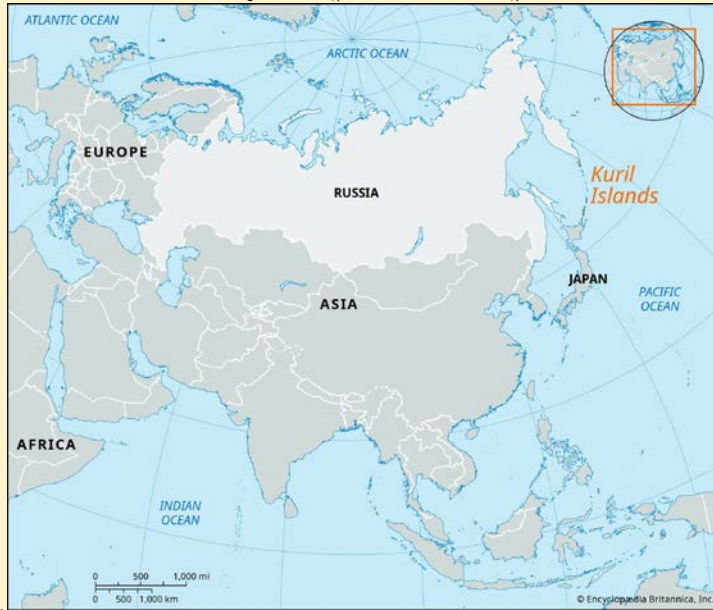 ATLANTIC OCEAN
ARCTIC OCEAN
EUROPE
RUSSIA
Kuril
Islands
JAPAN
ASIA
PACIFIC
OCEAN
AFRICA
INDIAN
OCEAN
0 500 1,000 mi
0 500 1,000 km
© Encyclopædia Britannica, Inc.